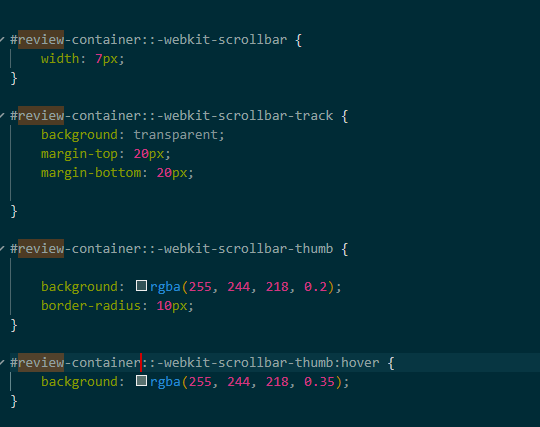 #review-container::-webkit-scrollbar {
    width: 7px;
}
#review-container::-webkit-scrollbar-track {
    background: transparent;
    margin-top: 20px;
    margin-bottom: 20px;
}
#review-container::-webkit-scrollbar-thumb {
    background: rgba(255, 244, 218, 0.2);
    border-radius: 10px;
}
#review-container::-webkit-scrollbar-thumb:hover {
    background: rgba(255, 244, 218, 0.35);
}